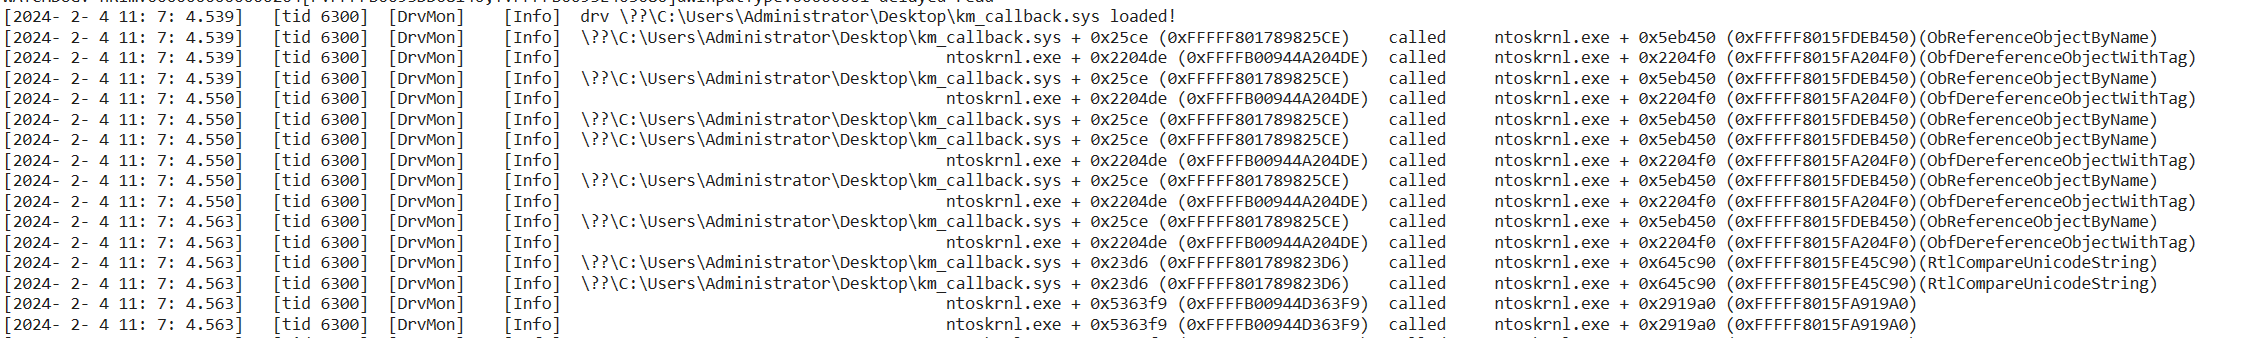 [2024- 2- 4 11: 7: 4.539] [tid 6300] [DrvMon] [Info] drv \??\C:\Users\Administrator\Desktop\km_callback.sys loaded!
[2024- 2- 4 11: 7: 4.539] [tid 6300] [DrvMon] [Info] \??\C:\Users\Administrator\Desktop\km_callback.sys + 0x25ce (0xFFFFF801789825CE) called ntoskrnl.exe + 0x5eb450 (0xFFFFF8015FDEB450)(ObReferenceObjectByName)
[2024- 2- 4 11: 7: 4.539] [tid 6300] [DrvMon] [Info] ntoskrnl.exe + 0x2204de (0xFFFFB00944A204DE) called ntoskrnl.exe + 0x2204f0 (0xFFFFF8015FA204F0)(ObfDereferenceObjectWithTag)
[2024- 2- 4 11: 7: 4.539] [tid 6300] [DrvMon] [Info] \??\C:\Users\Administrator\Desktop\km_callback.sys + 0x25ce (0xFFFFF801789825CE) called ntoskrnl.exe + 0x5eb450 (0xFFFFF8015FDEB450)(ObReferenceObjectByName)
[2024- 2- 4 11: 7: 4.550] [tid 6300] [DrvMon] [Info] ntoskrnl.exe + 0x2204de (0xFFFFB00944A204DE) called ntoskrnl.exe + 0x2204f0 (0xFFFFF8015FA204F0)(ObfDereferenceObjectWithTag)
[2024- 2- 4 11: 7: 4.550] [tid 6300] [DrvMon] [Info] \??\C:\Users\Administrator\Desktop\km_callback.sys + 0x25ce (0xFFFFF801789825CE) called ntoskrnl.exe + 0x5eb450 (0xFFFFF8015FDEB450)(ObReferenceObjectByName)
[2024- 2- 4 11: 7: 4.550] [tid 6300] [DrvMon] [Info] \??\C:\Users\Administrator\Desktop\km_callback.sys + 0x25ce (0xFFFFF801789825CE) called ntoskrnl.exe + 0x5eb450 (0xFFFFF8015FDEB450)(ObReferenceObjectByName)
[2024- 2- 4 11: 7: 4.550] [tid 6300] [DrvMon] [Info] ntoskrnl.exe + 0x2204de (0xFFFFB00944A204DE) called ntoskrnl.exe + 0x2204f0 (0xFFFFF8015FA204F0)(ObfDereferenceObjectWithTag)
[2024- 2- 4 11: 7: 4.550] [tid 6300] [DrvMon] [Info] \??\C:\Users\Administrator\Desktop\km_callback.sys + 0x25ce (0xFFFFF801789825CE) called ntoskrnl.exe + 0x5eb450 (0xFFFFF8015FDEB450)(ObReferenceObjectByName)
[2024- 2- 4 11: 7: 4.550] [tid 6300] [DrvMon] [Info] ntoskrnl.exe + 0x2204de (0xFFFFB00944A204DE) called ntoskrnl.exe + 0x2204f0 (0xFFFFF8015FA204F0)(ObfDereferenceObjectWithTag)
[2024- 2- 4 11: 7: 4.563] [tid 6300] [DrvMon] [Info] \??\C:\Users\Administrator\Desktop\km_callback.sys + 0x25ce (0xFFFFF801789825CE) called ntoskrnl.exe + 0x5eb450 (0xFFFFF8015FDEB450)(ObReferenceObjectByName)
[2024- 2- 4 11: 7: 4.563] [tid 6300] [DrvMon] [Info] ntoskrnl.exe + 0x2204de (0xFFFFB00944A204DE) called ntoskrnl.exe + 0x2204f0 (0xFFFFF8015FA204F0)(ObfDereferenceObjectWithTag)
[2024- 2- 4 11: 7: 4.563] [tid 6300] [DrvMon] [Info] \??\C:\Users\Administrator\Desktop\km_callback.sys + 0x23d6 (0xFFFFF801789823D6) called ntoskrnl.exe + 0x645c90 (0xFFFFF8015FE45C90)(RtlCompareUnicodeString)
[2024- 2- 4 11: 7: 4.563] [tid 6300] [DrvMon] [Info] \??\C:\Users\Administrator\Desktop\km_callback.sys + 0x23d6 (0xFFFFF801789823D6) called ntoskrnl.exe + 0x645c90 (0xFFFFF8015FE45C90)(RtlCompareUnicodeString)
[2024- 2- 4 11: 7: 4.563] [tid 6300] [DrvMon] [Info] ntoskrnl.exe + 0x5363f9 (0xFFFFB00944D363F9) called ntoskrnl.exe + 0x2919a0 (0xFFFFF8015FA919A0)
[2024- 2- 4 11: 7: 4.563] [tid 6300] [DrvMon] [Info] ntoskrnl.exe + 0x5363f9 (0xFFFFB00944D363F9) called ntoskrnl.exe + 0x2919a0 (0xFFFFF8015FA919A0)